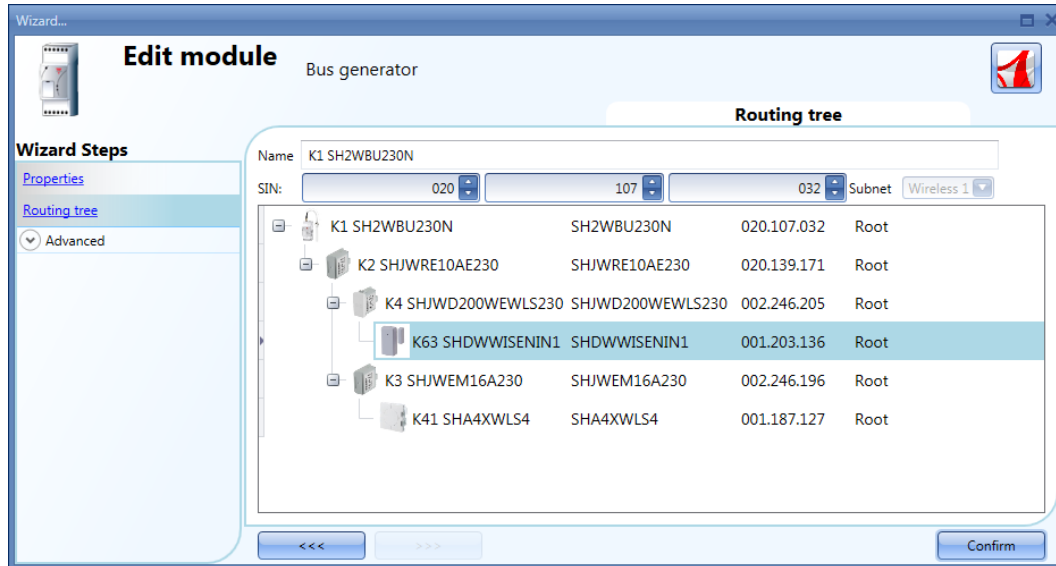 Wizard...
Edit module
Bus generator
Routing tree
Wizard Steps
Properties
Routing tree
Advanced
Name K1 SH2WBU230N
SIN: 020 107 032 Subnet Wireless 1
K1 SH2WBU230N SH2WBU230N 020.107.032 Root
K2 SHJWRE10AE230 SHJWRE10AE230 020.139.171 Root
K4 SHJWD200WEWLS230 SHJWD200WEWLS230 002.246.205 Root
K63 SHDWWISENIN1 SHDWWISENIN1 001.203.136 Root
K3 SHJWEM16A230 SHJWEM16A230 002.246.196 Root
K41 SHA4XWLS4 SHA4XWLS4 001.187.127 Root
<<< >>> Confirm